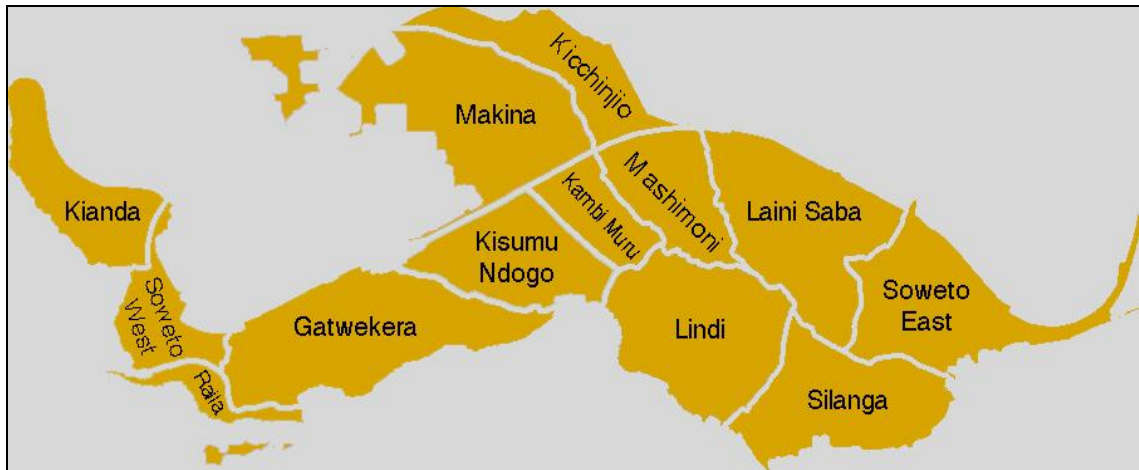 Kicchinjio
Makina
Kianda
Kambi Muru
Mashimoni
Laini Saba
Kisumu
Ndogo
Soweto
West
Gatwekera
Lindi
Soweto
East
Raila
Silanga